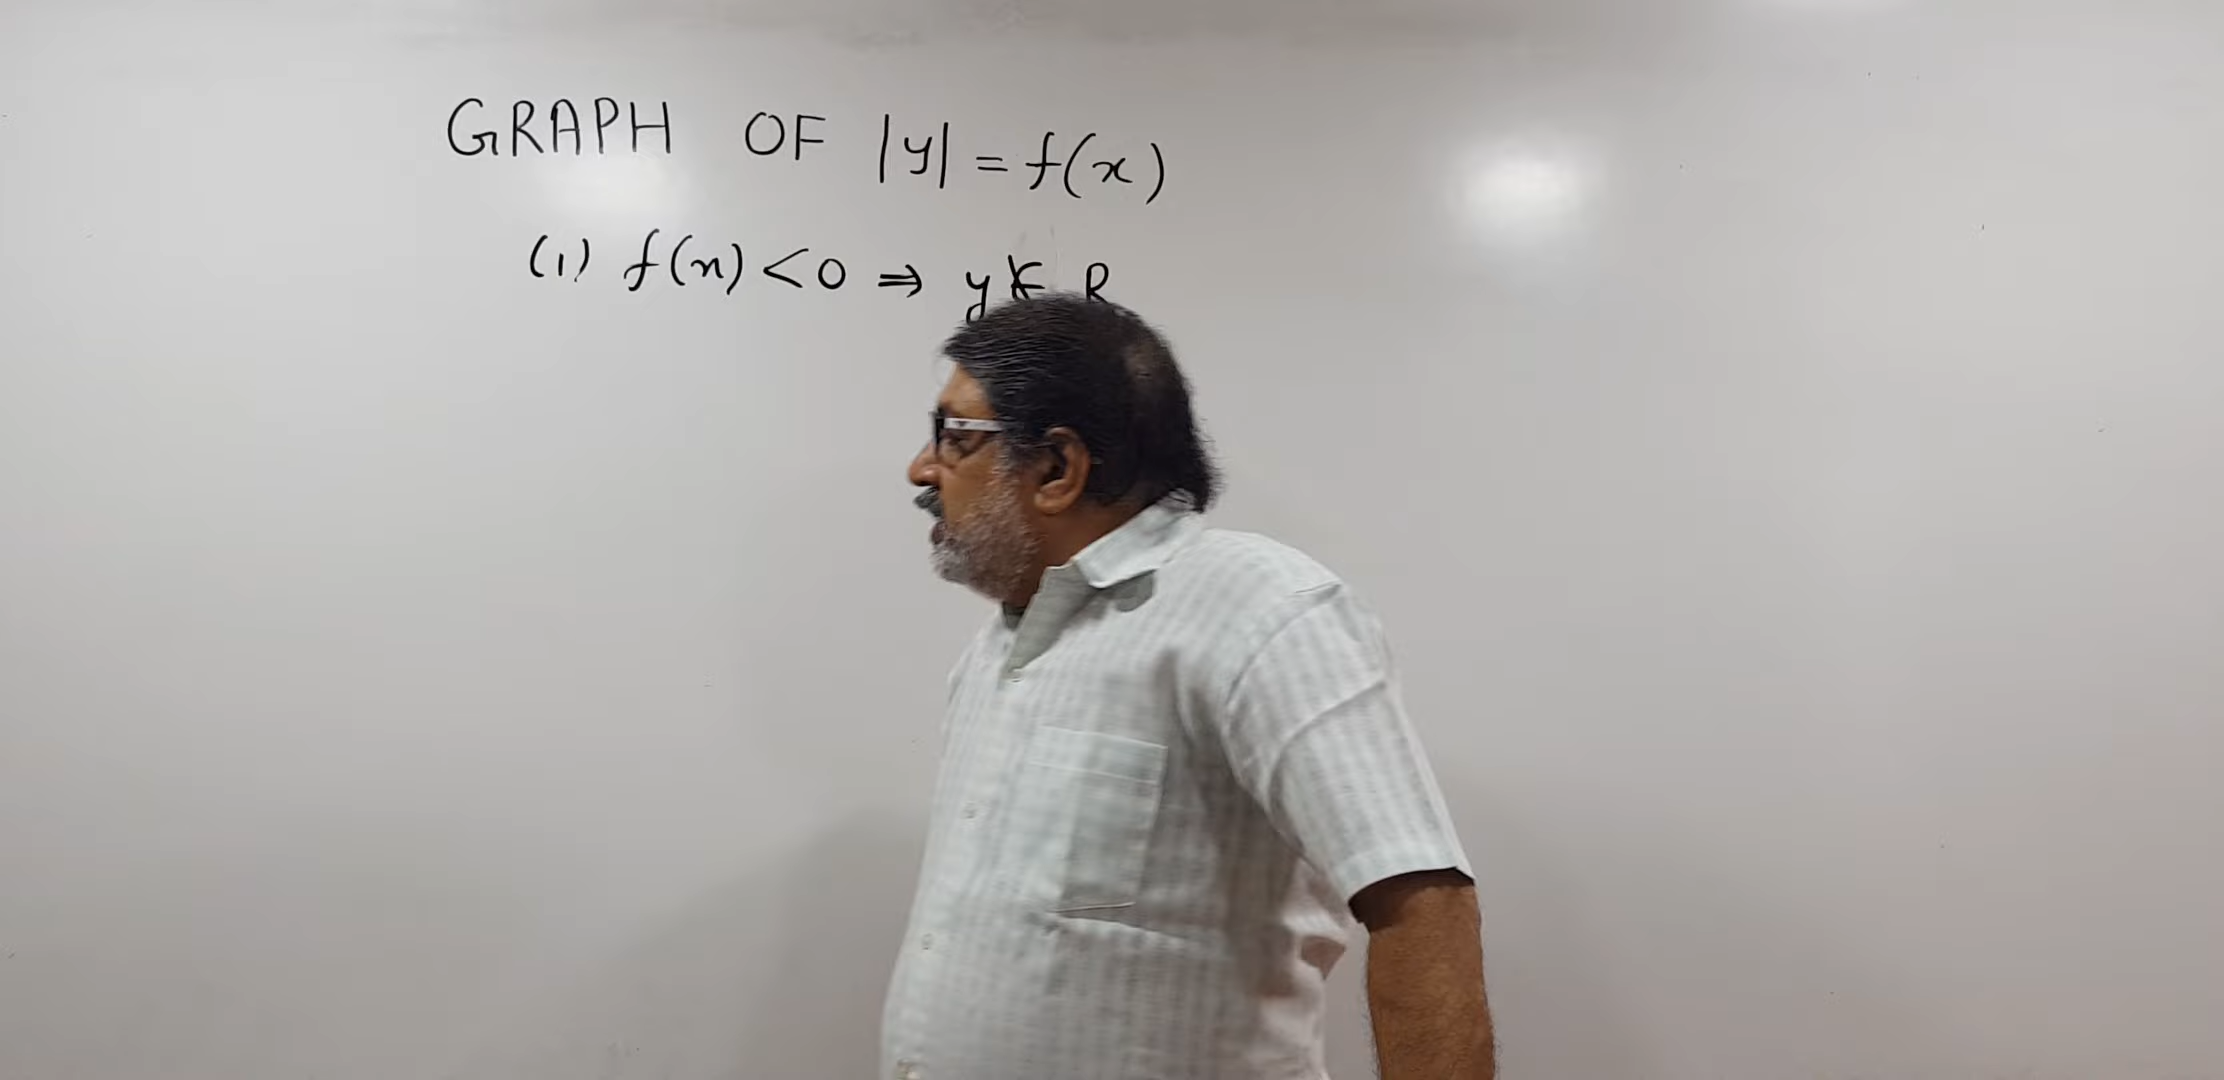 GRAPH OF |y| = f(x)
(1) f(x) < 0 ⇒ y ∉ R